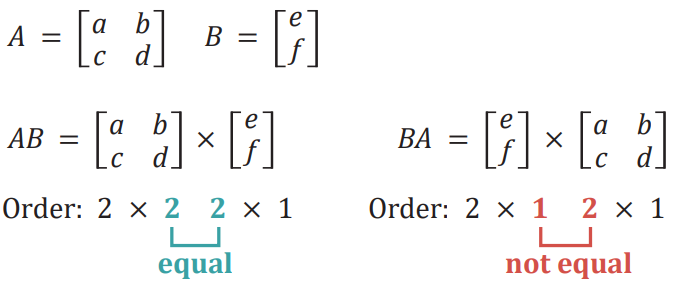 A = [a b; c d] B = [e; f]
AB = [a b; c d] × [e; f]
Order: 2 × 2 2 × 1
equal
BA = [e; f] × [a b; c d]
Order: 2 × 1 2 × 1
not equal